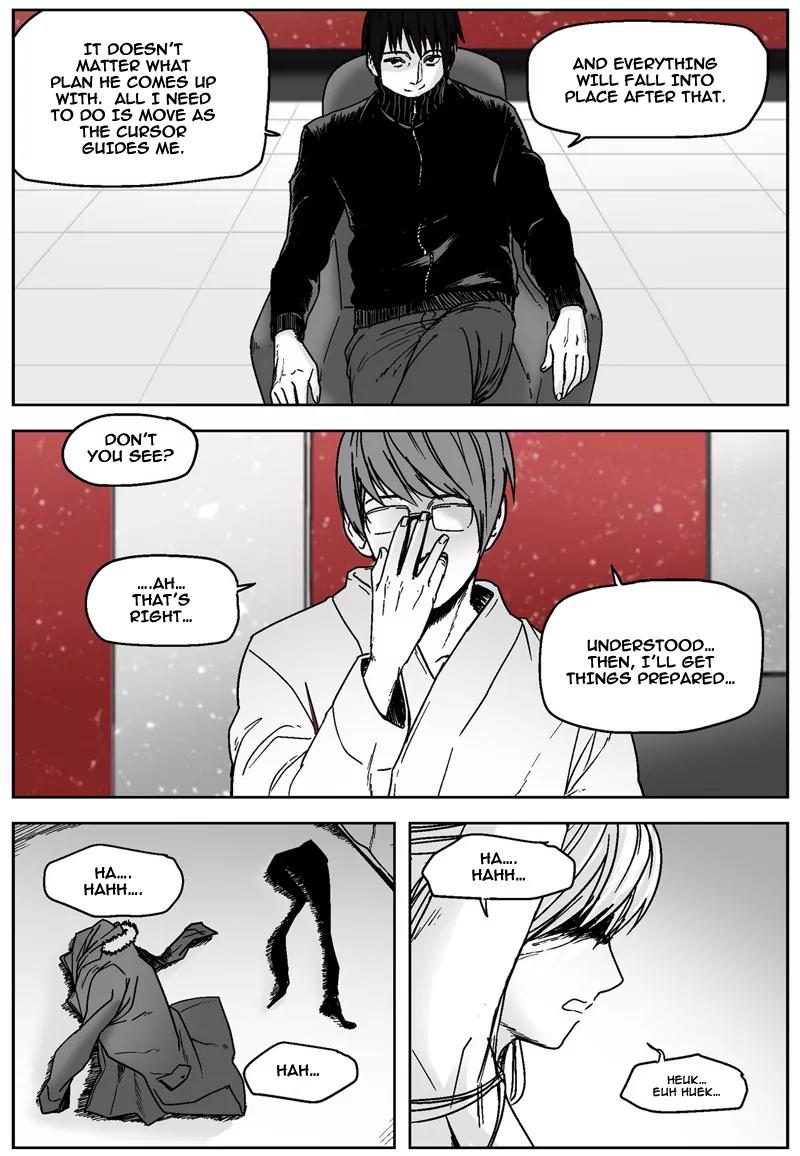 IT DOESN'T
MATTER WHAT
PLAN HE COMES UP
WITH. ALL I NEED
TO DO IS MOVE AS
THE CURSOR
GUIDES ME.
AND EVERYTHING
WILL FALL INTO
PLACE AFTER THAT.
DON'T
YOU SEE?
....AH...
THAT'S
RIGHT...
UNDERSTOOD...
THEN, I'LL GET
THINGS PREPARED...
HA....
HAHH....
HAH...
HA....
HAHH...
HEUK...
EUH HUEK...